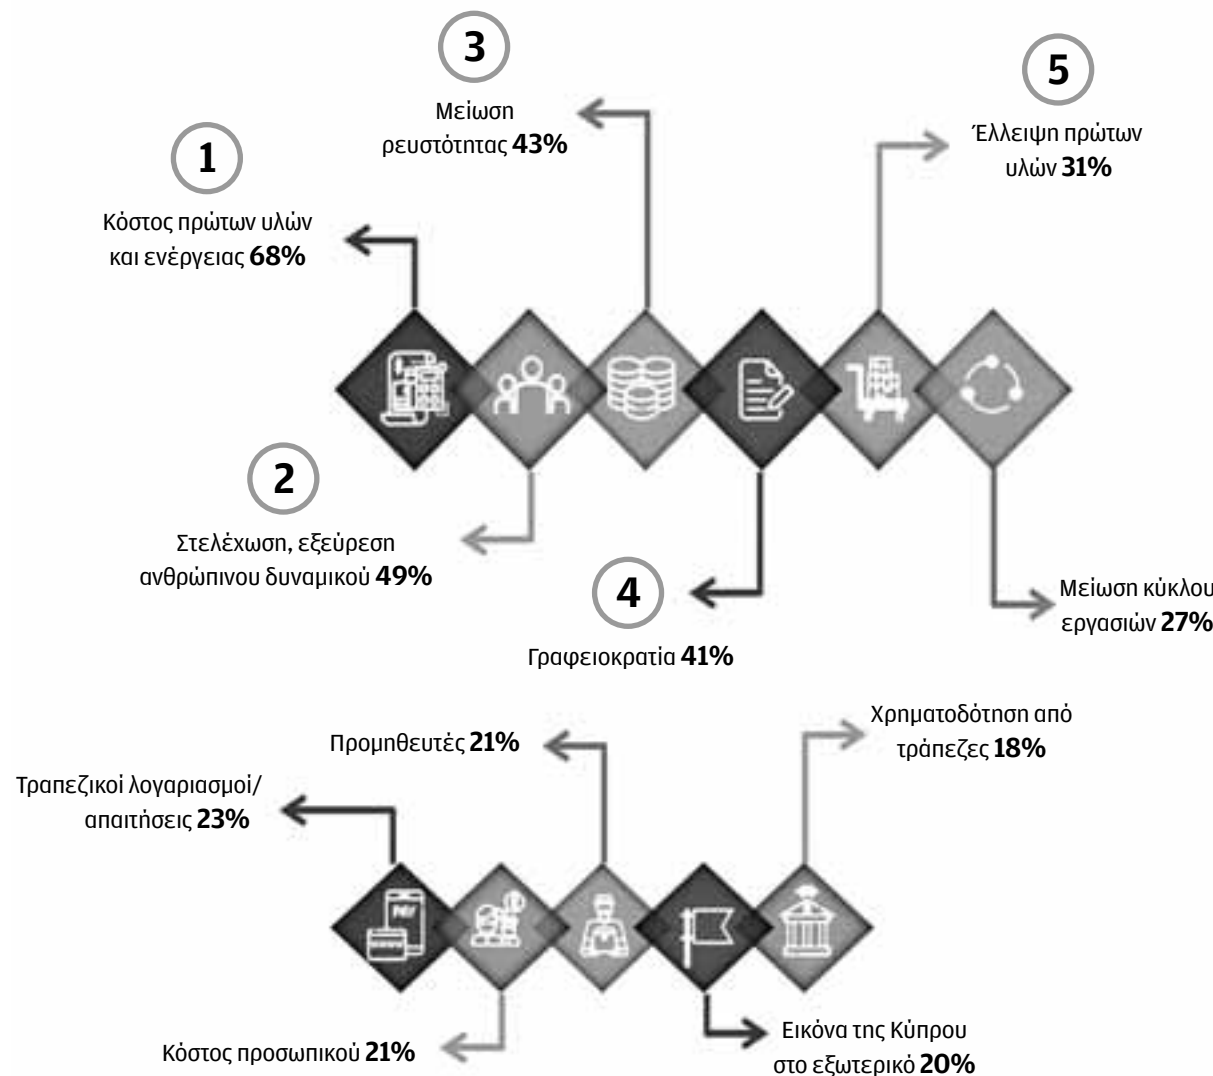 1
Κόστος πρώτων υλών
και ενέργειας 68%
2
Στελέχωση, εξεύρεση
ανθρώπινου δυναμικού 49%
3
Μείωση
ρευστότητας 43%
4
Γραφειοκρατία 41%
5
Έλλειψη πρώτων
υλών 31%
Μείωση κύκλου
εργασιών 27%
Τραπεζικοί λογαριασμοί/
απαιτήσεις 23%
Κόστος προσωπικού 21%
Προμηθευτές 21%
Εικόνα της Κύπρου
στο εξωτερικό 20%
Χρηματοδότηση από
τράπεζες 18%
PAY